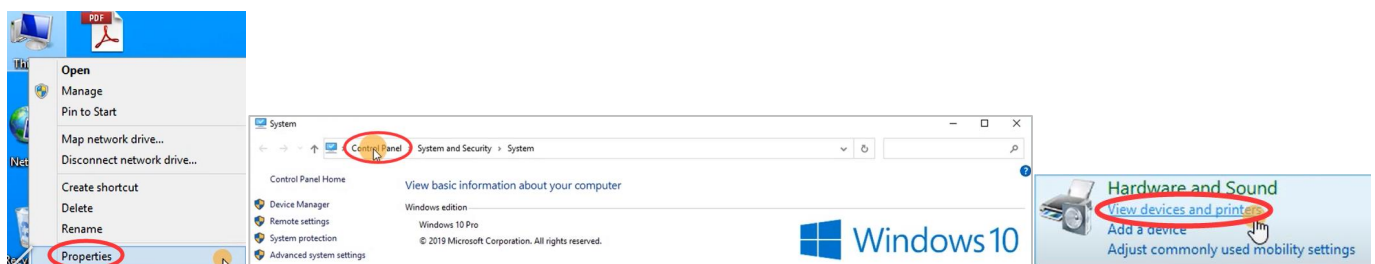 PDF
Open
Manage
Pin to Start
Map network drive...
Disconnect network drive...
Create shortcut
Delete
Rename
Properties
System
Control Panel › System and Security › System
Control Panel Home
Device Manager
Remote settings
System protection
Advanced system settings
View basic information about your computer
Windows edition
Windows 10 Pro
© 2019 Microsoft Corporation. All rights reserved.
Windows 10
Hardware and Sound
View devices and printers
Add a device
Adjust commonly used mobility settings